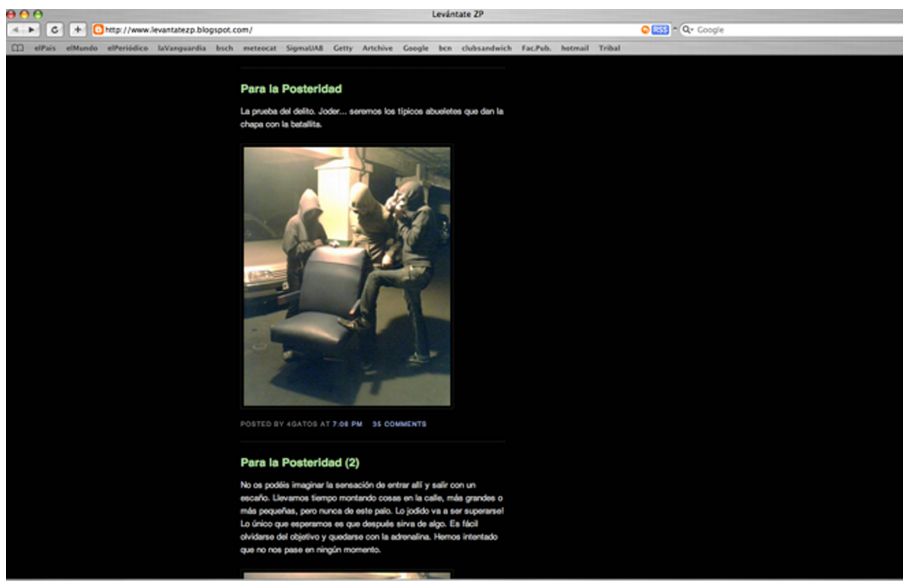 Levántate ZP
http://www.levantatezp.blogspot.com/
RSS
Google
elPaís elMundo elPeriódico laVanguardia bsch meteocat SigmaUAB Getty Artchive Google bcn clubsandwich Fac.Pub. hotmail Tribal
Para la Posteridad
La prueba del delito. Joder... seremos los típicos abueletes que dan la
chapa con la batallita.
POSTED BY 4GATOS AT 7:08 PM 35 COMMENTS
Para la Posteridad (2)
No os podéis imaginar la sensación de entrar allí y salir con un
escaño. Llevamos tiempo montando cosas en la calle, más grandes o
más pequeñas, pero nunca de este palo. Lo jodido va a ser superarse!
Lo único que esperamos es que después sirva de algo. Es fácil
olvidarse del objetivo y quedarse con la adrenalina. Hemos intentado
que no nos pase en ningún momento.